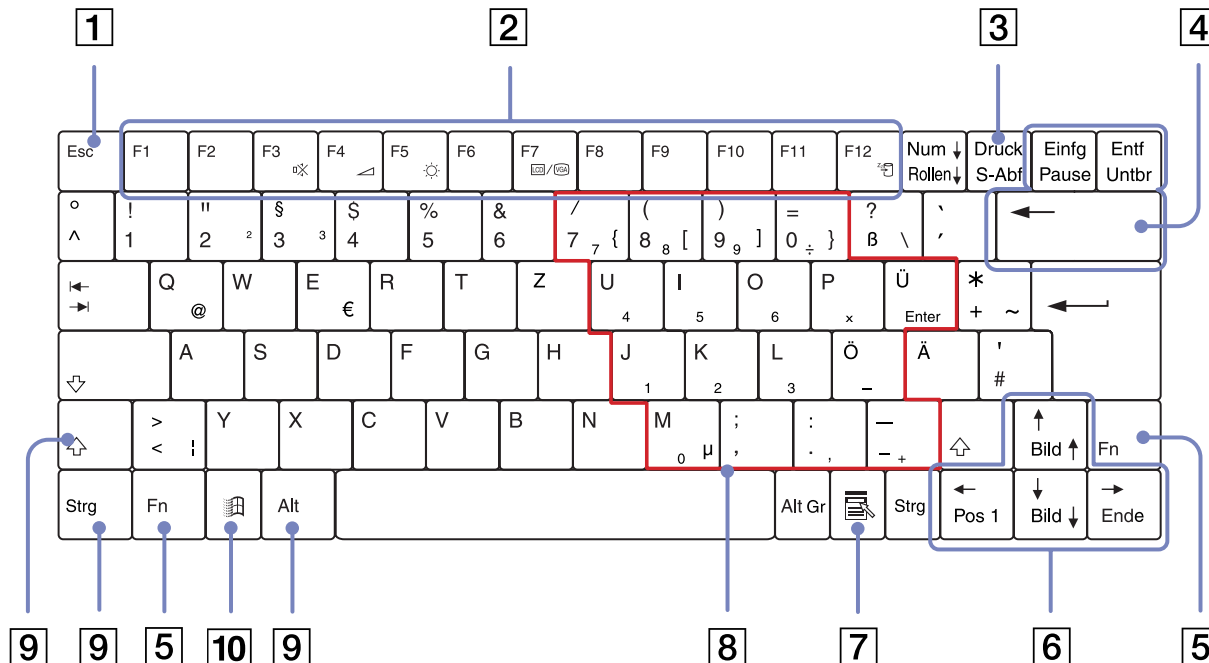 1 2 3 4
Esc F1 F2 F3 F4 F5 F6 F7 LCD / VGA F8 F9 F10 F11 F12 Num ↓ Druck Einfg Entf
Rollen ↓ S-Abf Pause Untbr
° ! " § $ % & / ( ) = ? `
^ 1 2 ² 3 ³ 4 5 6 7 7 { 8 8 [ 9 9 ] 0 ÷ } ß \ ´ ←
Q @ W E € R T Z U 4 I 5 O 6 P x Ü Enter * + ~
A S D F G H J 1 K 2 L 3 Ö – Ä ' #
> < ¦ Y X C V B N M 0 µ ; , : . , — – + ↑ Bild ↑ Fn
Strg Fn Alt Alt Gr Strg ← Pos 1 ↓ Bild ↓ → Ende
9 9 5 10 9 8 7 6 5